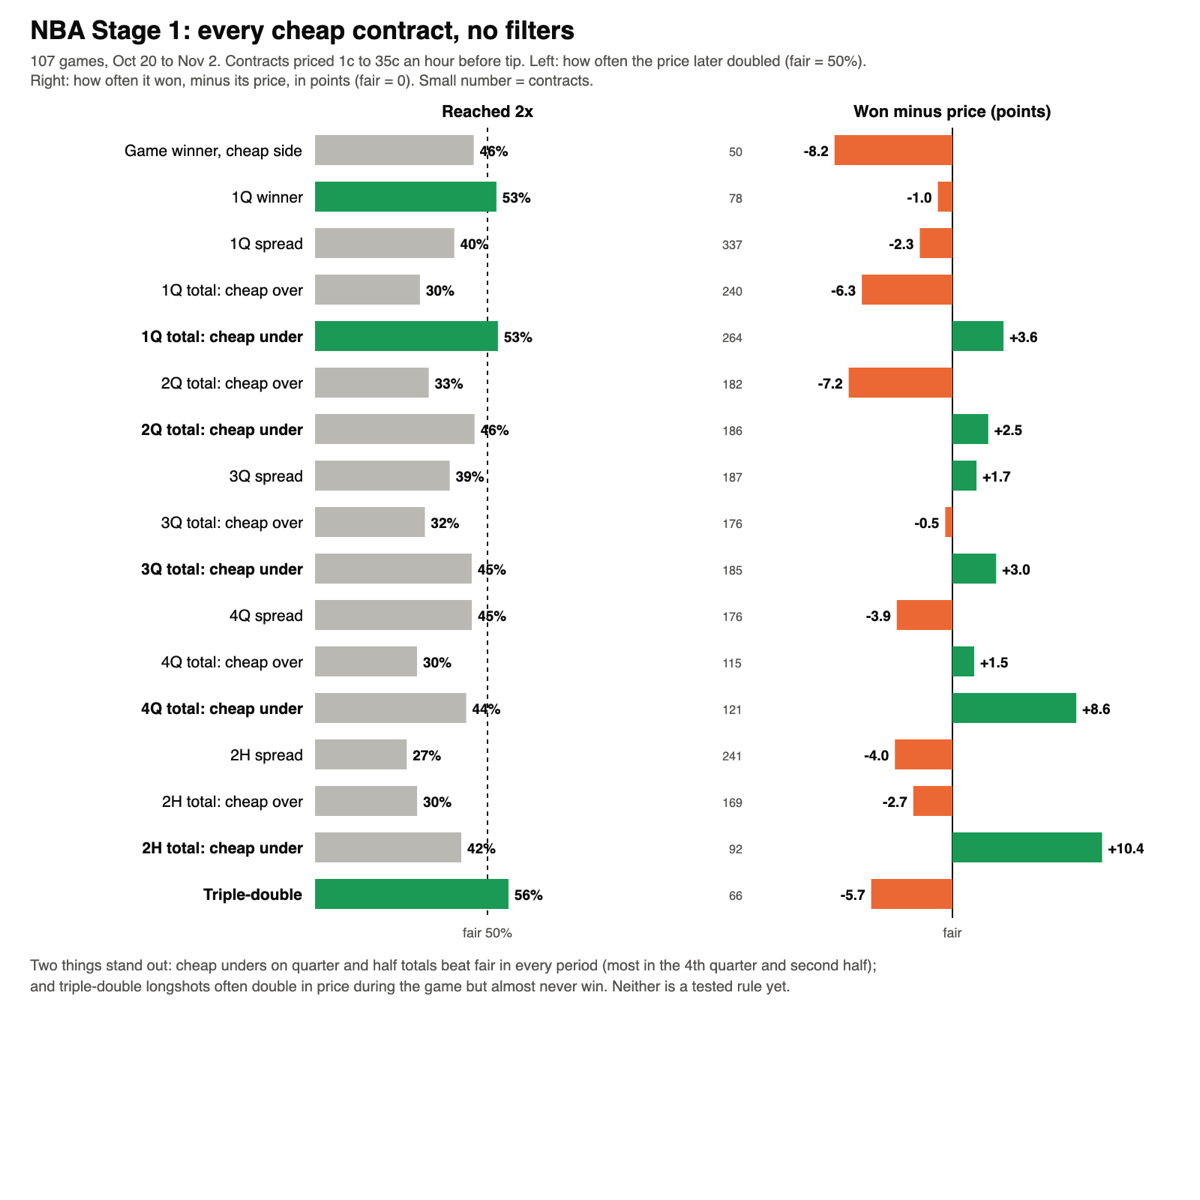 NBA Stage 1: every cheap contract, no filters
107 games, Oct 20 to Nov 2. Contracts priced 1c to 35c an hour before tip. Left: how often the price later doubled (fair = 50%).
Right: how often it won, minus its price, in points (fair = 0). Small number = contracts.
Reached 2x Won minus price (points)
Game winner, cheap side 46% 50 -8.2
1Q winner 53% 78 -1.0
1Q spread 40% 337 -2.3
1Q total: cheap over 30% 240 -6.3
1Q total: cheap under 53% 264 +3.6
2Q total: cheap over 33% 182 -7.2
2Q total: cheap under 46% 186 +2.5
3Q spread 39% 187 +1.7
3Q total: cheap over 32% 176 -0.5
3Q total: cheap under 45% 185 +3.0
4Q spread 45% 176 -3.9
4Q total: cheap over 30% 115 +1.5
4Q total: cheap under 44% 121 +8.6
2H spread 27% 241 -4.0
2H total: cheap over 30% 169 -2.7
2H total: cheap under 42% 92 +10.4
Triple-double 56% 66 -5.7
fair 50% fair
Two things stand out: cheap unders on quarter and half totals beat fair in every period (most in the 4th quarter and second half);
and triple-double longshots often double in price during the game but almost never win. Neither is a tested rule yet.